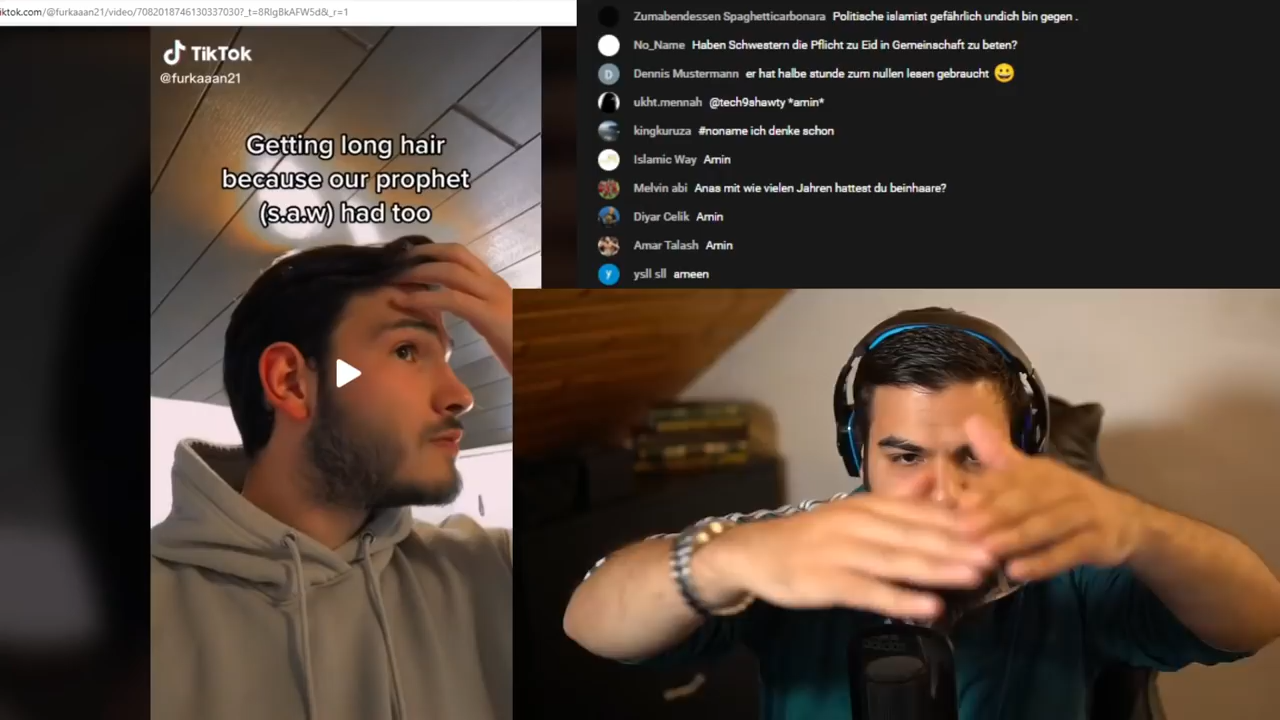 iktok.com/@furkaaan21/video/7082018746130337030?_t=8RlgBkAFW5d&_r=1
TikTok
@furkaaan21
Getting long hair
because our prophet
(s.a.w) had too
Zumabendessen Spaghetticarbonara Politische islamist gefährlich undich bin gegen .
No_Name Haben Schwestern die Pflicht zu Eid in Gemeinschaft zu beten?
D Dennis Mustermann er hat halbe stunde zum nullen lesen gebraucht 😀
ukht.mennah @tech9shawty *amin*
kingkuruza #noname ich denke schon
Islamic Way Amin
Melvin abi Anas mit wie vielen Jahren hattest du beinhaare?
Diyar Celik Amin
Amar Talash Amin
y ysll sll ameen